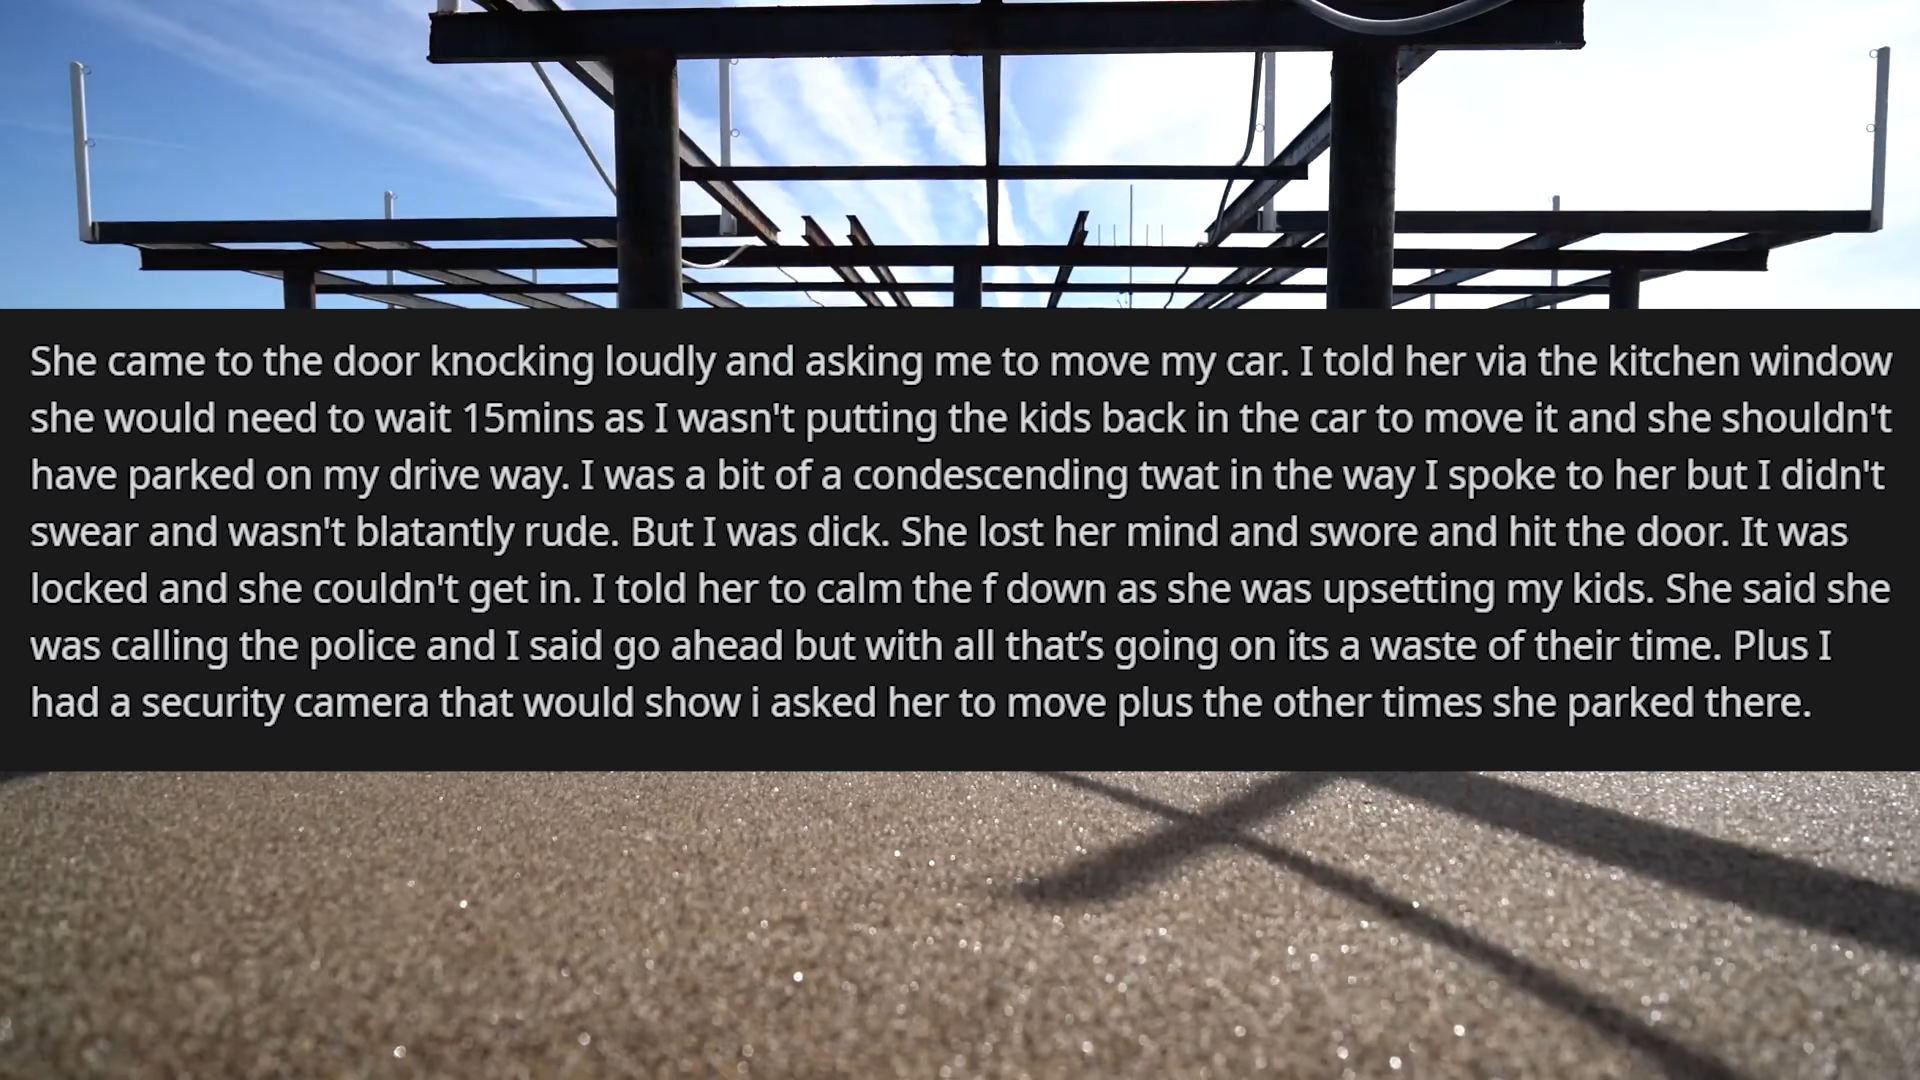 She came to the door knocking loudly and asking me to move my car. I told her via the kitchen window
she would need to wait 15mins as I wasn't putting the kids back in the car to move it and she shouldn't
have parked on my drive way. I was a bit of a condescending twat in the way I spoke to her but I didn't
swear and wasn't blatantly rude. But I was dick. She lost her mind and swore and hit the door. It was
locked and she couldn't get in. I told her to calm the f down as she was upsetting my kids. She said she
was calling the police and I said go ahead but with all that’s going on its a waste of their time. Plus I
had a security camera that would show i asked her to move plus the other times she parked there.